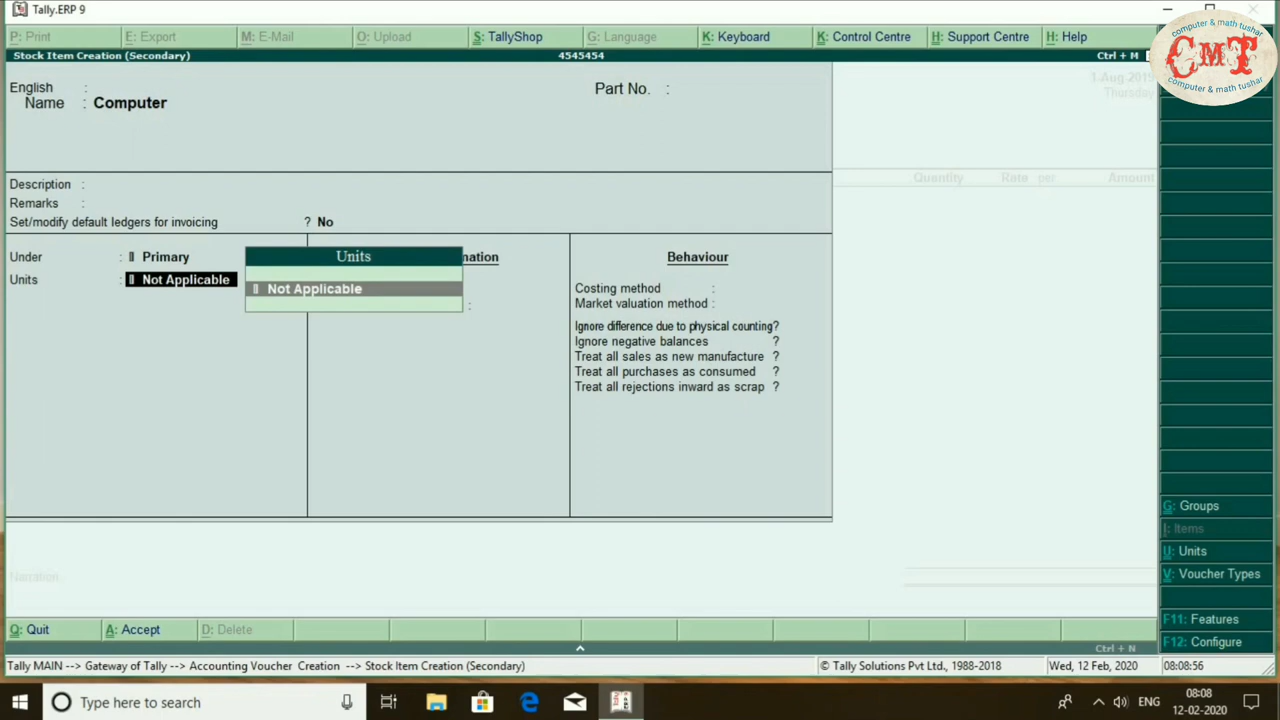 Tally.ERP 9
P: Print E: Export M: E-Mail O: Upload S: TallyShop G: Language K: Keyboard K: Control Centre H: Support Centre H: Help
Stock Item Creation (Secondary) 4545454 Ctrl + M
computer & math tushar
CMT
computer & math tushar
English :
Name : Computer
Part No. :
1-Aug-2019
Thursday
Description :
Remarks :
Set/modify default ledgers for invoicing ? No
Quantity Rate per Amount
Under : Primary
Units : Not Applicable
Units
Not Applicable
mation
:
Behaviour
Costing method :
Market valuation method :
Ignore difference due to physical counting?
Ignore negative balances ?
Treat all sales as new manufacture ?
Treat all purchases as consumed ?
Treat all rejections inward as scrap ?
Narration
G: Groups
I: Items
U: Units
V: Voucher Types
F11: Features
F12: Configure
Q: Quit A: Accept D: Delete
Ctrl + N
Tally MAIN --> Gateway of Tally --> Accounting Voucher Creation --> Stock Item Creation (Secondary) © Tally Solutions Pvt Ltd., 1988-2018 Wed, 12 Feb, 2020 08:08:56
Type here to search
ENG
08:08
12-02-2020